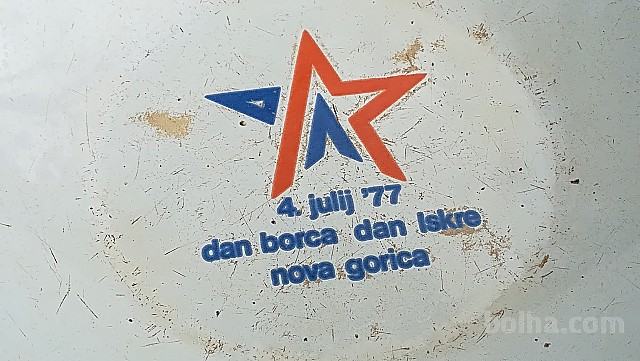 4. julij '77
dan borca dan Iskre
nova gorica
bolha.com